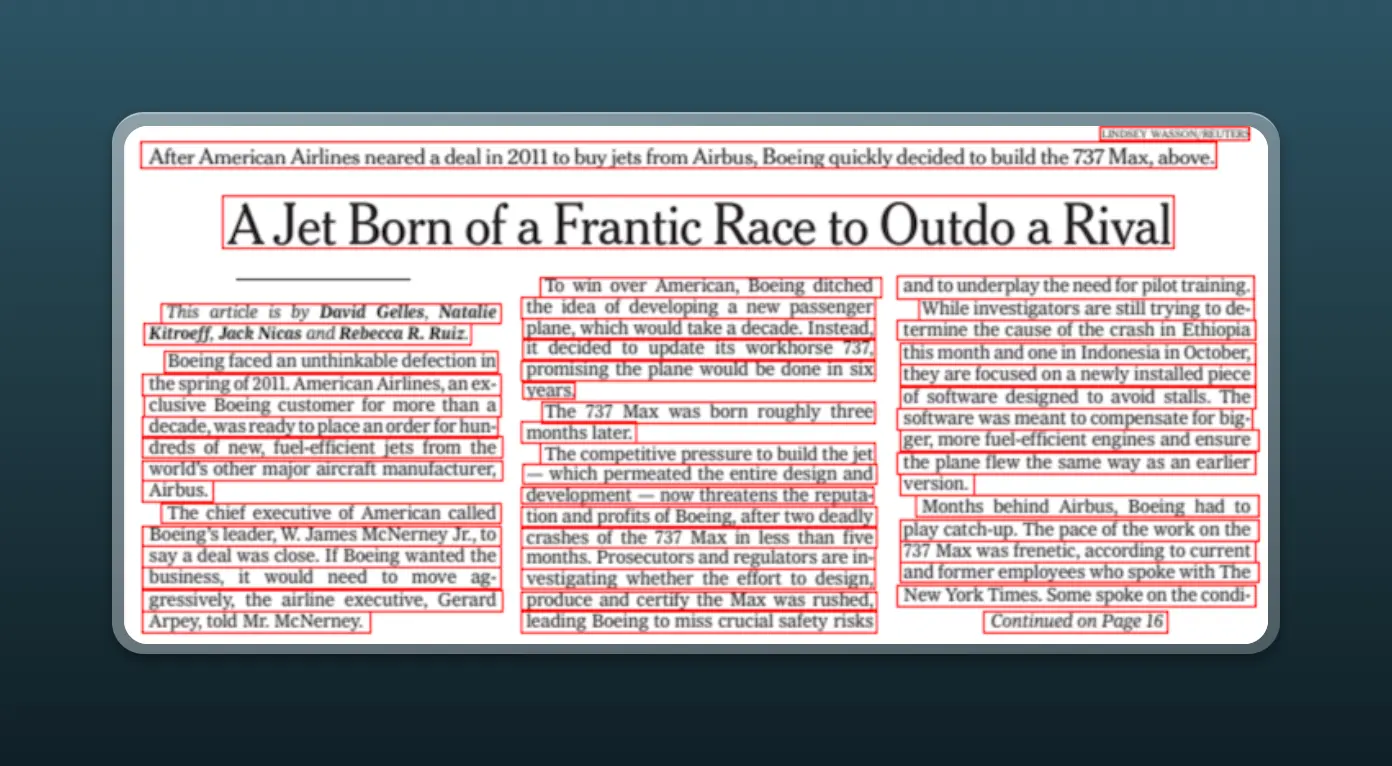 LINDSEY WASSON/REUTERS
After American Airlines neared a deal in 2011 to buy jets from Airbus, Boeing quickly decided to build the 737 Max, above.
A Jet Born of a Frantic Race to Outdo a Rival
This article is by David Gelles, Natalie
Kitroeff, Jack Nicas and Rebecca R. Ruiz.
Boeing faced an unthinkable defection in
the spring of 2011. American Airlines, an ex-
clusive Boeing customer for more than a
decade, was ready to place an order for hun-
dreds of new, fuel-efficient jets from the
world's other major aircraft manufacturer,
Airbus.
The chief executive of American called
Boeing's leader, W. James McNerney Jr., to
say a deal was close. If Boeing wanted the
business, it would need to move ag-
gressively, the airline executive, Gerard
Arpey, told Mr. McNerney.
To win over American, Boeing ditched
the idea of developing a new passenger
plane, which would take a decade. Instead,
it decided to update its workhorse 737,
promising the plane would be done in six
years.
The 737 Max was born roughly three
months later.
The competitive pressure to build the jet
— which permeated the entire design and
development — now threatens the reputa-
tion and profits of Boeing, after two deadly
crashes of the 737 Max in less than five
months. Prosecutors and regulators are in-
vestigating whether the effort to design,
produce and certify the Max was rushed,
leading Boeing to miss crucial safety risks
and to underplay the need for pilot training.
While investigators are still trying to de-
termine the cause of the crash in Ethiopia
this month and one in Indonesia in October,
they are focused on a newly installed piece
of software designed to avoid stalls. The
software was meant to compensate for big-
ger, more fuel-efficient engines and ensure
the plane flew the same way as an earlier
version.
Months behind Airbus, Boeing had to
play catch-up. The pace of the work on the
737 Max was frenetic, according to current
and former employees who spoke with The
New York Times. Some spoke on the condi-
Continued on Page 16